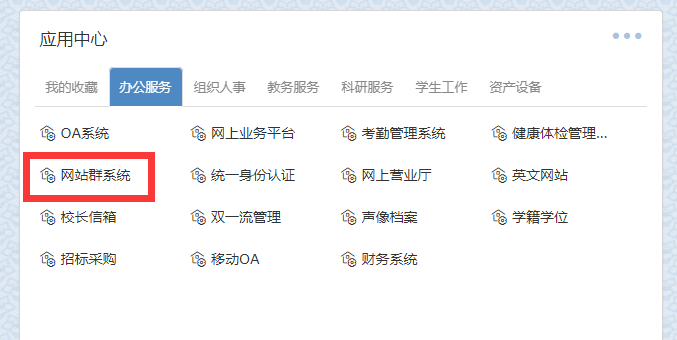 应用中心
我的收藏 办公服务 组织人事 教务服务 科研服务 学生工作 资产设备
OA系统 网上业务平台 考勤管理系统 健康体检管理...
网站群系统 统一身份认证 网上营业厅 英文网站
校长信箱 双一流管理 声像档案 学籍学位
招标采购 移动OA 财务系统